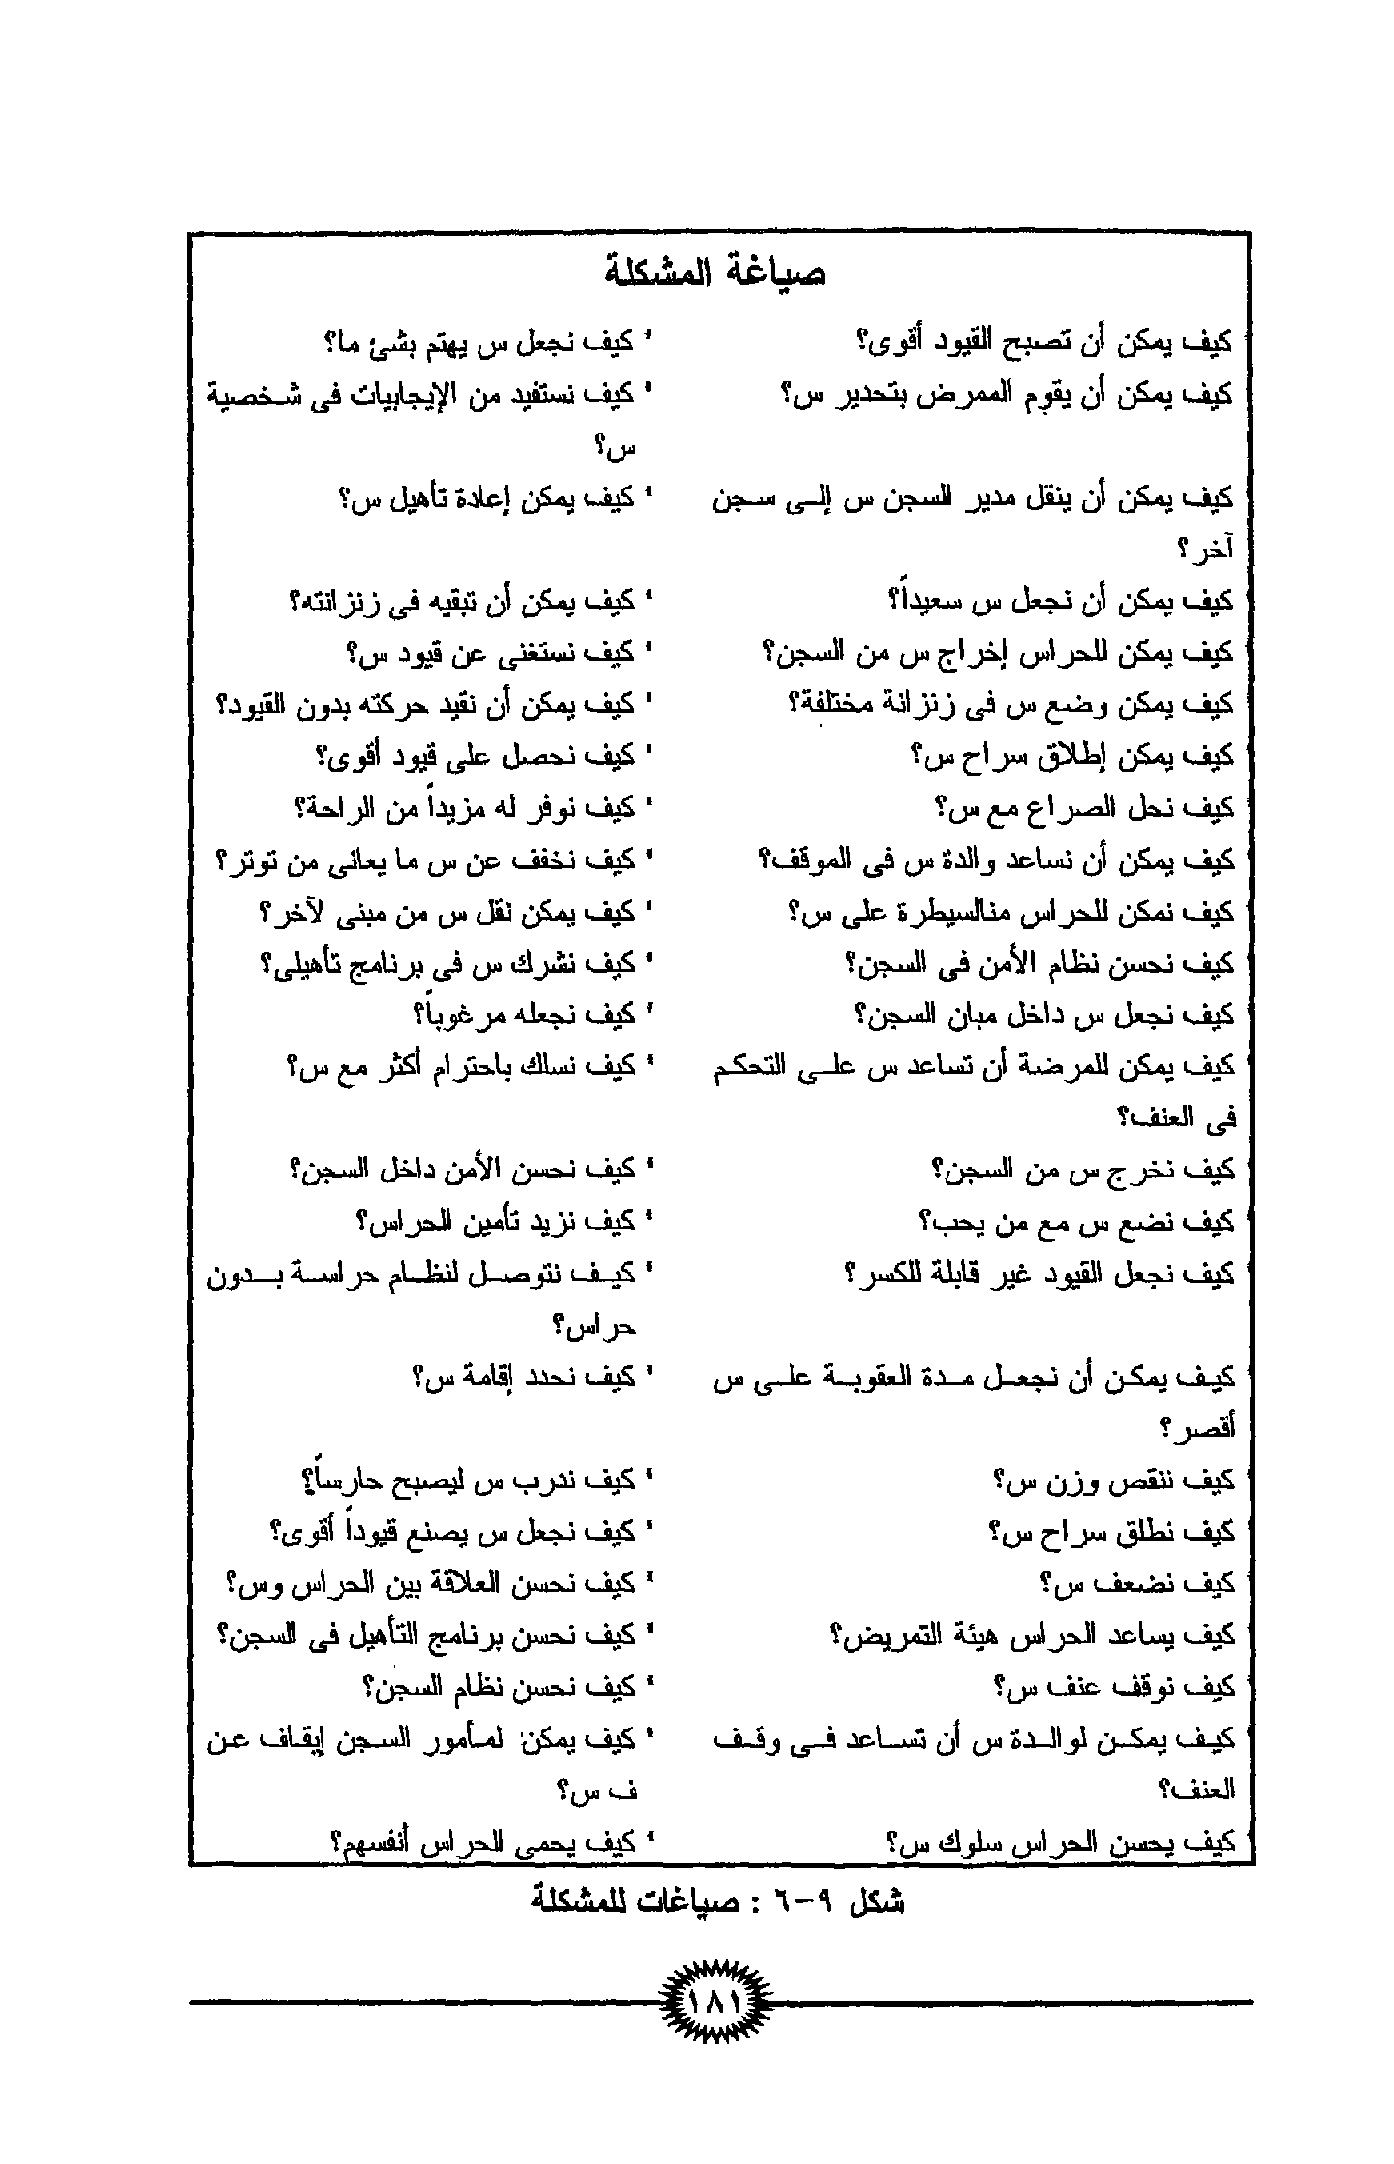 صياغة المشكلة
كيف يمكن أن تصبح القيود أقوى؟
كيف يمكن أن يقوم الممرض بتحدير س؟
كيف يمكن أن ينقل مدير السجن س إلى سجن
آخر؟
كيف يمكن أن نجعل س سعيداً؟
كيف يمكن للحراس إخراج س من السجن؟
كيف يمكن وضع س فى زنزانة مختلفة؟
كيف يمكن إطلاق سراح س؟
كيف نحل الصراع مع س؟
كيف يمكن أن نساعد والدة س فى الموقف؟
كيف نمكن للحراس منالسيطرة على س؟
كيف نحسن نظام الأمن فى السجن؟
كيف نجعل س داخل مبان السجن؟
كيف يمكن للمرضة أن تساعد س على التحكم
فى العنف؟
كيف نخرج س من السجن؟
كيف نضع س مع من يحب؟
كيف نجعل القيود غير قابلة للكسر؟
كيف يمكن أن نجعل مدة العقوبة على س
أقصر؟
كيف ننقص وزن س؟
كيف نطلق سراح س؟
كيف نضعف س؟
كيف يساعد الحراس هيئة التمريض؟
كيف نوقف عنف س؟
كيف يمكن لوالدة س أن تساعد فى وقف
العنف؟
كيف يحسن الحراس سلوك س؟
كيف نجعل س يهتم بشئ ما؟
كيف نستفيد من الإيجابيات فى شخصية
س؟
كيف يمكن إعادة تأهيل س؟
كيف يمكن أن تبقيه فى زنزانته؟
كيف نستغنى عن قيود س؟
كيف يمكن أن نقيد حركته بدون القيود؟
كيف نحصل على قيود أقوى؟
كيف نوفر له مزيداً من الراحة؟
كيف نخفف عن س ما يعانى من توتر؟
كيف يمكن نقل س من مبنى لآخر؟
كيف نشرك س فى برنامج تأهيلى؟
كيف نجعله مرغوباً؟
كيف نسلك باحترام أكثر مع س؟
كيف نحسن الأمن داخل السجن؟
كيف نزيد تأمين الحراس؟
كيف نتوصل لنظام حراسة بدون
حراس؟
كيف نحدد إقامة س؟
كيف ندرب س ليصبح حارساً؟
كيف نجعل س يصنع قيوداً أقوى؟
كيف نحسن العلاقة بين الحراس وس؟
كيف نحسن برنامج التأهيل فى السجن؟
كيف نحسن نظام السجن؟
كيف يمكن لمأمور السجن إيقاف عن
ف س؟
كيف يحمى الحراس أنفسهم؟
شكل ٩-٦ : صياغات للمشكلة
١٨١